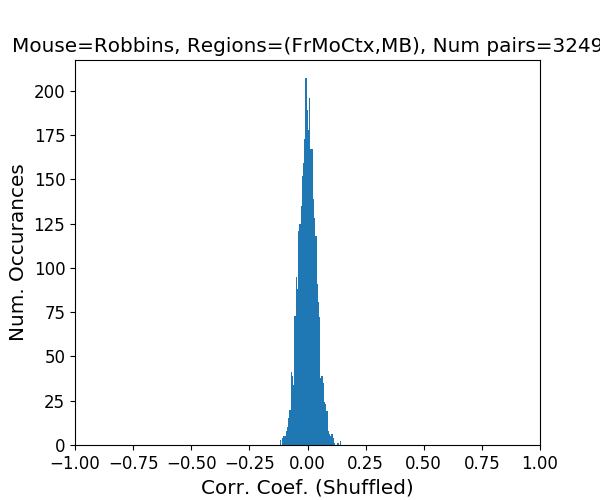 Mouse=Robbins, Regions=(FrMoCtx,MB), Num pairs=3249
Num. Occurances
200
175
150
125
100
75
50
25
0
−1.00 −0.75 −0.50 −0.25 0.00 0.25 0.50 0.75 1.00
Corr. Coef. (Shuffled)